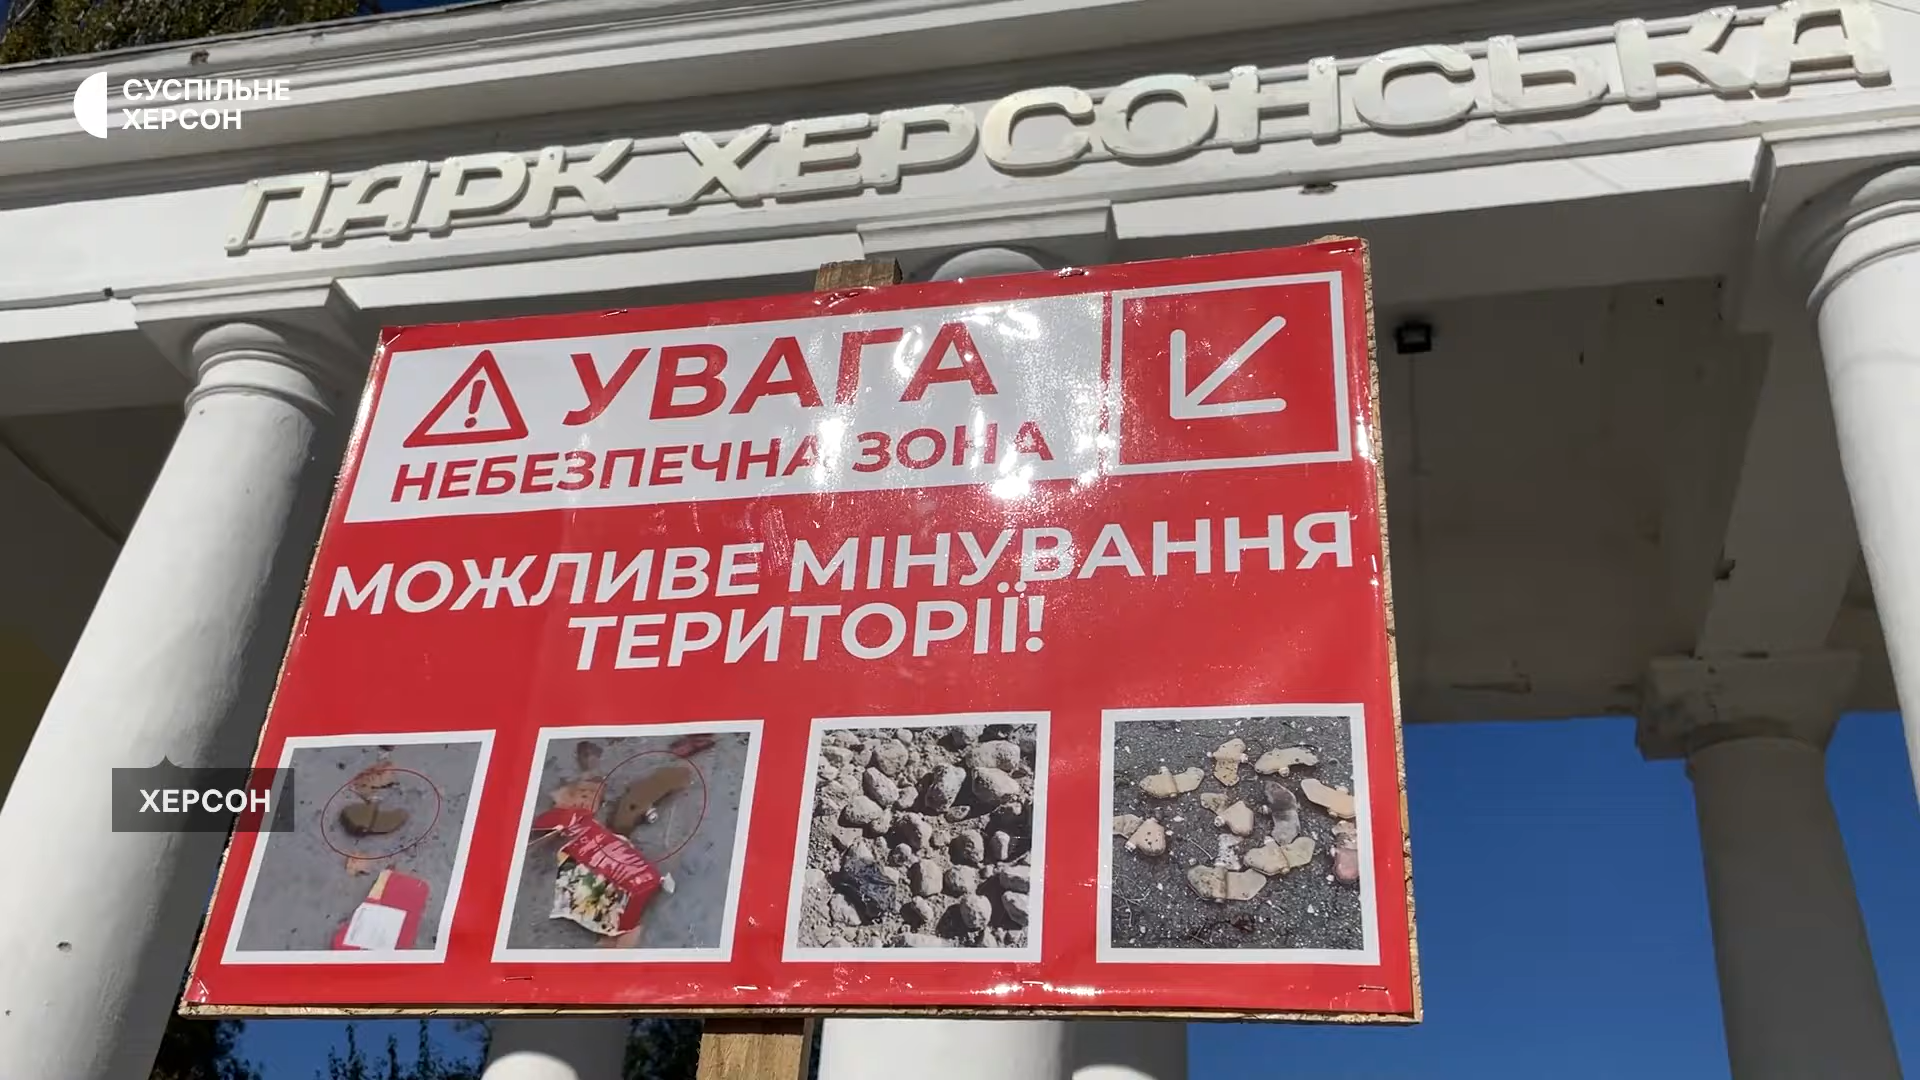 СУСПІЛЬНЕ
ХЕРСОН
ПАРК ХЕРСОНСЬКА
УВАГА
НЕБЕЗПЕЧНА ЗОНА
МОЖЛИВЕ МІНУВАННЯ
ТЕРИТОРІЇ!
ХЕРСОН